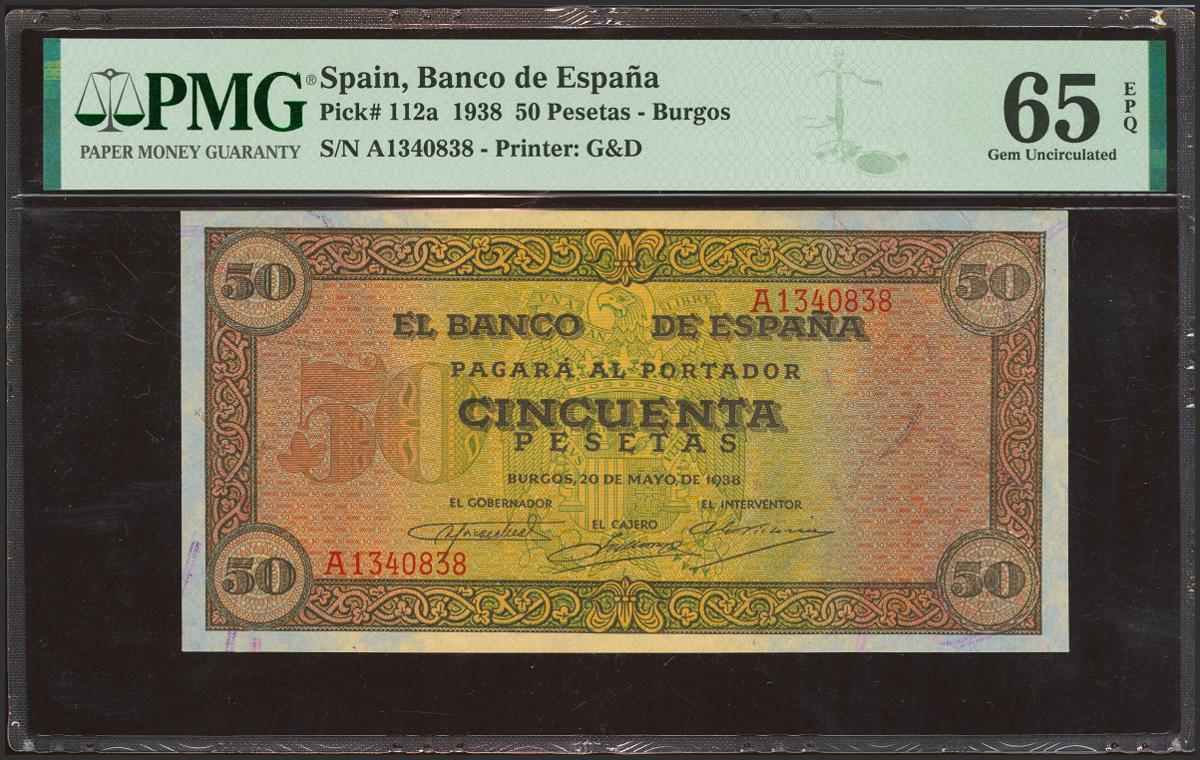 PMG®
PAPER MONEY GUARANTY
Spain, Banco de España
Pick# 112a 1938 50 Pesetas - Burgos
S/N A1340838 - Printer: G&D
65
EPQ
Gem Uncirculated
50
50
A1340838
EL BANCO DE ESPAÑA
PAGARÁ AL PORTADOR
50
CINCUENTA
PESETAS
BURGOS, 20 DE MAYO, DE 1938
EL GOBERNADOR
EL INTERVENTOR
EL CAJERO
A1340838
50
50